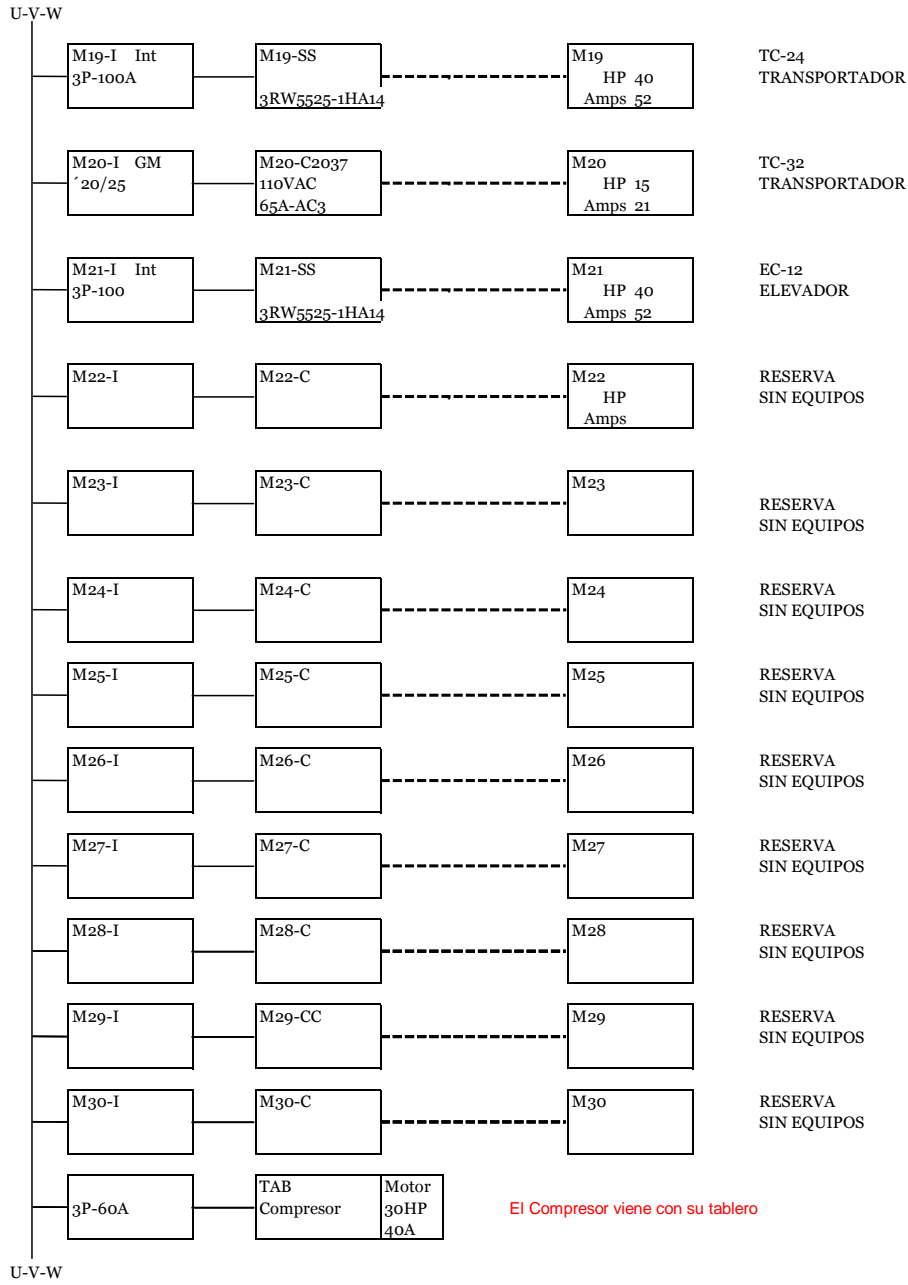 U-V-W
M19-I Int M19-SS M19 TC-24
3P-100A HP 40 TRANSPORTADOR
3RW5525-1HA14 Amps 52
M20-I GM M20-C2037 M20 TC-32
´20/25 110VAC HP 15 TRANSPORTADOR
65A-AC3 Amps 21
M21-I Int M21-SS M21 EC-12
3P-100 HP 40 ELEVADOR
3RW5525-1HA14 Amps 52
M22-I M22-C M22 RESERVA
HP SIN EQUIPOS
Amps
M23-I M23-C M23
RESERVA
SIN EQUIPOS
M24-I M24-C M24 RESERVA
SIN EQUIPOS
M25-I M25-C M25 RESERVA
SIN EQUIPOS
M26-I M26-C M26 RESERVA
SIN EQUIPOS
M27-I M27-C M27 RESERVA
SIN EQUIPOS
M28-I M28-C M28 RESERVA
SIN EQUIPOS
M29-I M29-CC M29 RESERVA
SIN EQUIPOS
M30-I M30-C M30 RESERVA
SIN EQUIPOS
TAB Motor
3P-60A Compresor 30HP El Compresor viene con su tablero
40A
U-V-W